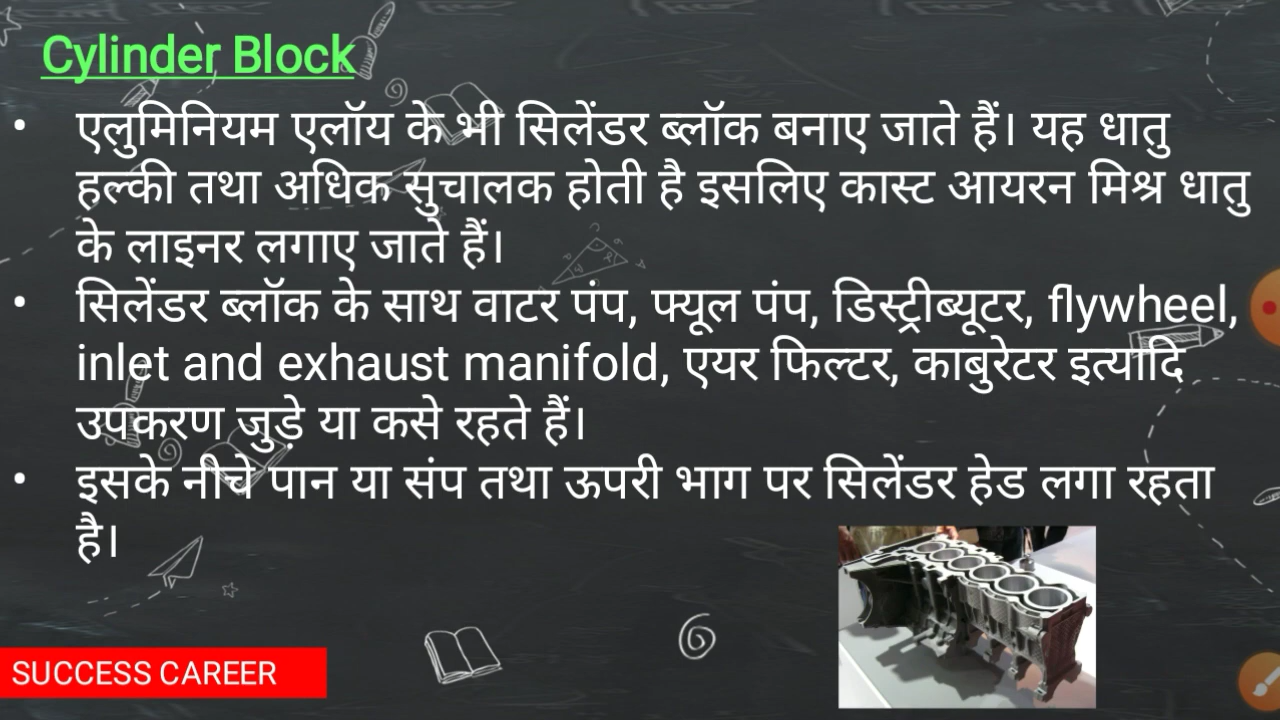 Cylinder Block
• एलुमिनियम एलॉय के भी सिलेंडर ब्लॉक बनाए जाते हैं। यह धातु
हल्की तथा अधिक सुचालक होती है इसलिए कास्ट आयरन मिश्र धातु
के लाइनर लगाए जाते हैं।
• सिलेंडर ब्लॉक के साथ वाटर पंप, फ्यूल पंप, डिस्ट्रीब्यूटर, flywheel,
inlet and exhaust manifold, एयर फिल्टर, काबुरेटर इत्यादि
उपकरण जुड़े या कसे रहते हैं।
• इसके नीचे पान या संप तथा ऊपरी भाग पर सिलेंडर हेड लगा रहता
है।
SUCCESS CAREER